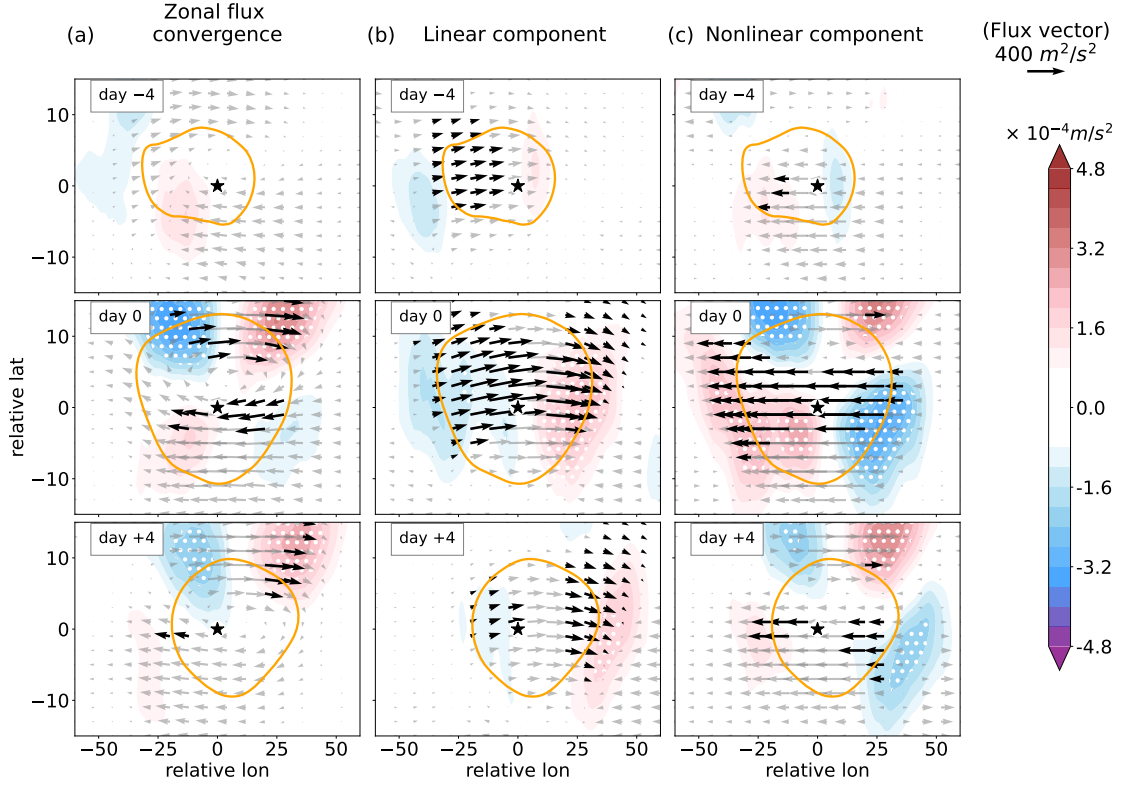 Zonal flux
convergence
(a)
(b) Linear component
(c) Nonlinear component
(Flux vector)
400 m²/s²
day −4
day −4
day −4
10
0
−10
× 10⁻⁴m/s²
4.8
3.2
1.6
0.0
-1.6
-3.2
-4.8
day 0
day 0
day 0
10
0
−10
relative lat
day +4
day +4
day +4
10
0
−10
−50 −25 0 25 50
−50 −25 0 25 50
−50 −25 0 25 50
relative lon
relative lon
relative lon